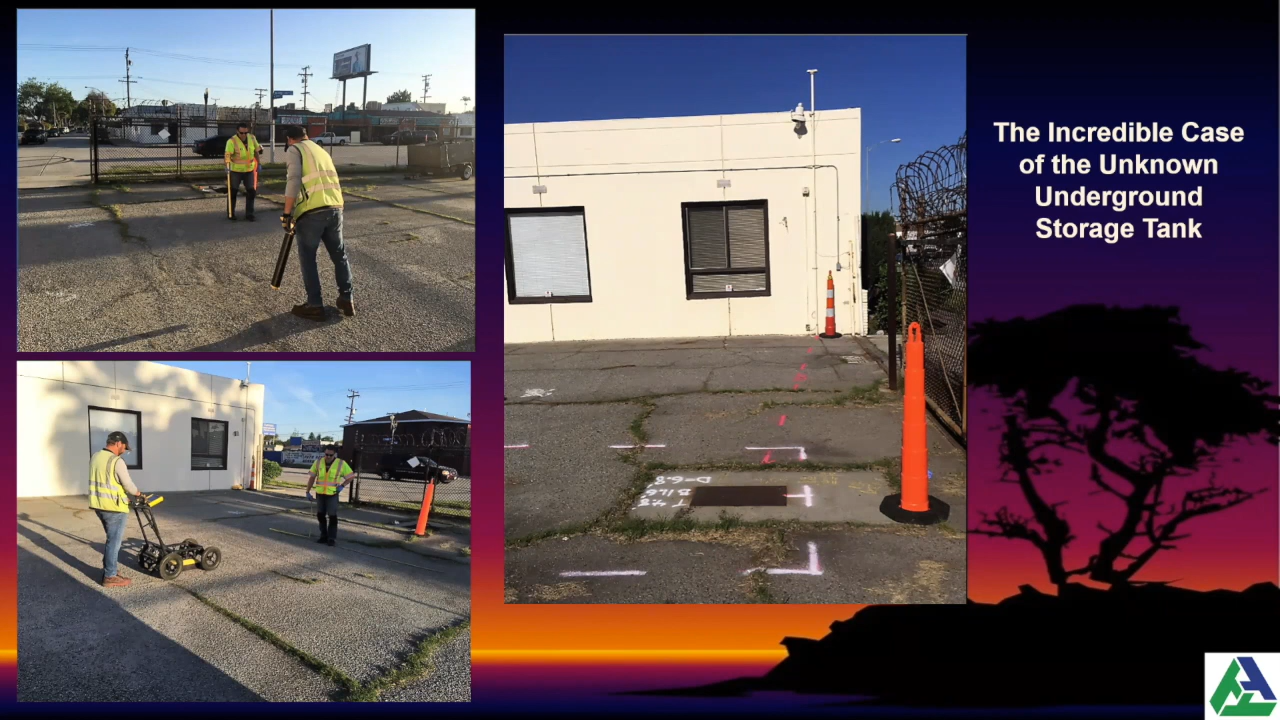 The Incredible Case
of the Unknown
Underground
Storage Tank